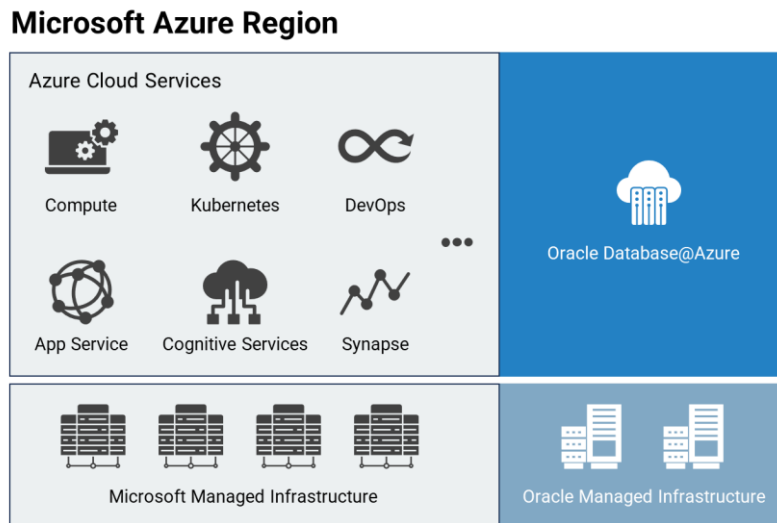 Microsoft Azure Region
Azure Cloud Services
Compute
Kubernetes
DevOps
Oracle Database@Azure
App Service
Cognitive Services
Synapse
Microsoft Managed Infrastructure
Oracle Managed Infrastructure